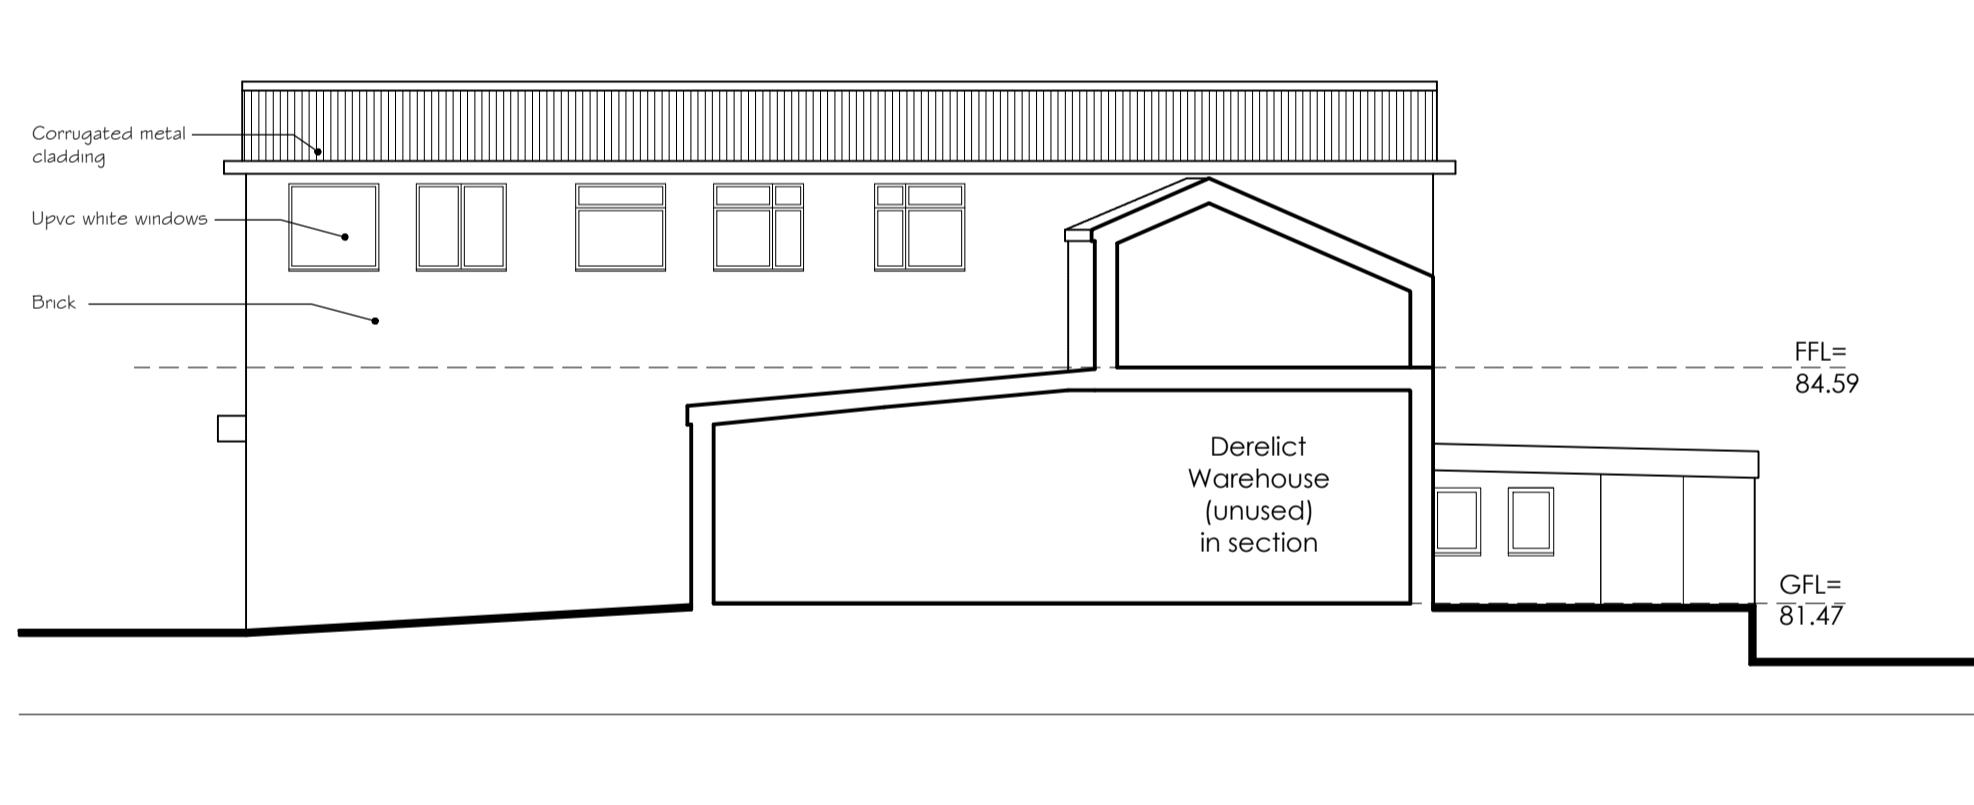 Corrugated metal
cladding
Upvc white windows
Brick
FFL=
84.59
Derelict
Warehouse
(unused)
in section
GFL=
81.47